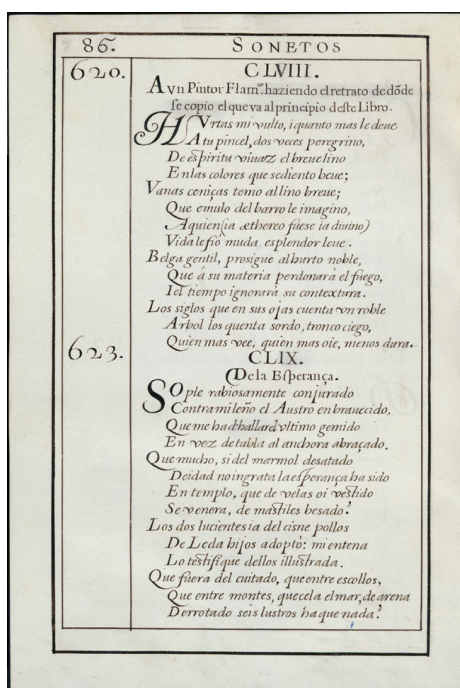 86. SONETOS
620. CLVIII.
A vn Pintor Flam.co haziendo el retrato de dōde
se copio el que va al principio deste Libro.
HVrtas mi vulto, i quanto mas le deue
A tu pincel, dos veces peregrino,
De espiritu viuaz el breue lino
En las colores que sediento beue;
Vanas ceniças temo al lino breue;
Que emulo del barro le imagino,
A quien (ia æthereo fuese ia diuino)
Vida le fiò muda esplendor leue.
Belga gentil, prosigue al hurto noble,
Que á su materia perdonarà el fuego,
I el tiempo ignorarà su contextura.
Los siglos que en sus ojas cuenta vn roble
Arbol los quenta sordo, tronco ciego,
Quien mas vee, quien mas oie, menos dura.
623. CLIX.
De la Esperança.
Sople rabiosamente conjurado
Contra mi leño el Austro enbrauecido,
Que me ha de hallar vltimo gemido
En vez de tabla al anchora abraçado.
Que mucho, si del marmol desatado
Deidad no ingrata la esperança ha sido
En templo, que de velas oi vestido
Se venera, de mastiles besado?
Los dos lucientes ia del cisne pollos
De Leda hijos adoptò: mi entena
Lo testifique dellos illustrada.
Que fuera del cuitado, que entre escollos,
Que entre montes, que cela el mar, de arena
Derrotado seis lustros ha que nada?